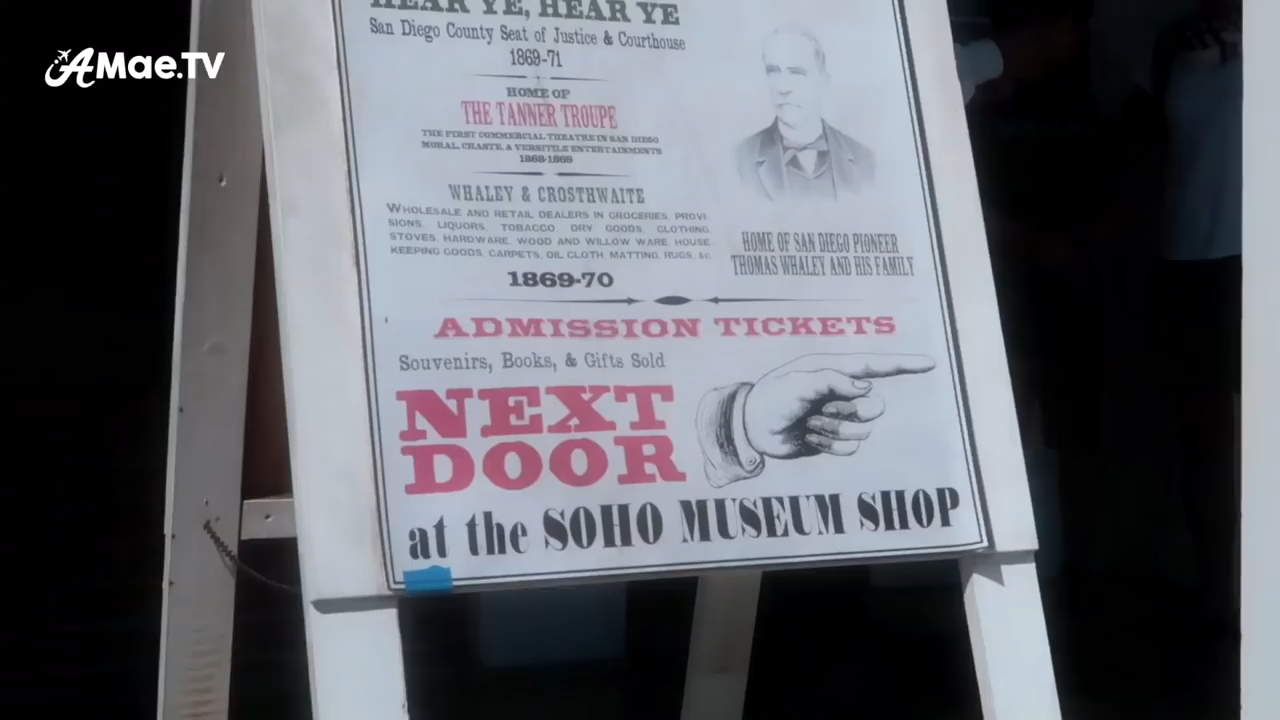 AMae.TV
HEAR YE, HEAR YE
San Diego County Seat of Justice & Courthouse
1869-71
HOME OF
THE TANNER TROUPE
THE FIRST COMMERCIAL THEATRE IN SAN DIEGO
MORAL, CHASTE, & VERSITILE ENTERTAINMENTS
1868-1869
WHALEY & CROSTHWAITE
WHOLESALE AND RETAIL DEALERS IN GROCERIES, PROVI-
SIONS, LIQUORS, TOBACCO, DRY GOODS, CLOTHING,
STOVES, HARDWARE, WOOD AND WILLOW WARE, HOUSE
KEEPING GOODS, CARPETS, OIL CLOTH, MATTING, RUGS, &c
1869-70
HOME OF SAN DIEGO PIONEER
THOMAS WHALEY AND HIS FAMILY
ADMISSION TICKETS
Souvenirs, Books, & Gifts Sold
NEXT
DOOR
at the SOHO MUSEUM SHOP